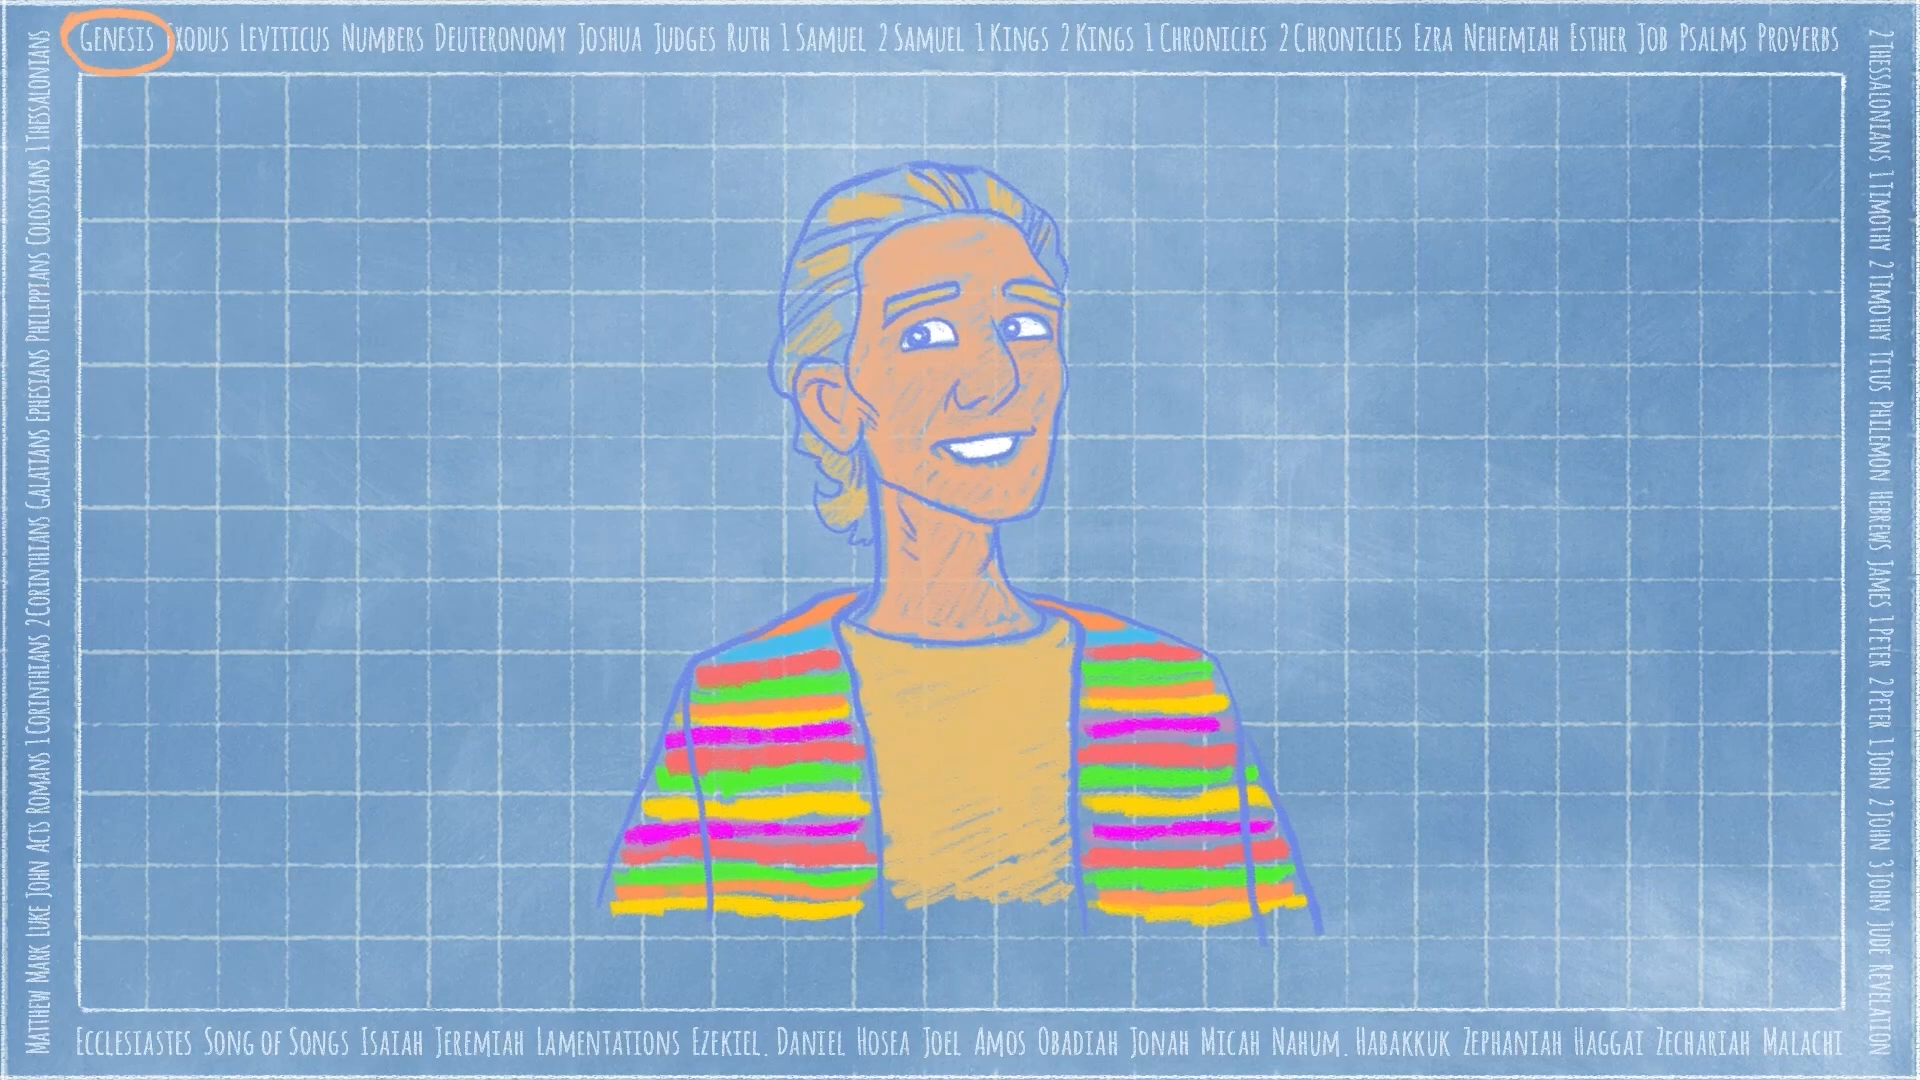 Genesis Exodus Leviticus Numbers Deuteronomy Joshua Judges Ruth 1 Samuel 2 Samuel 1 Kings 2 Kings 1 Chronicles 2 Chronicles Ezra Nehemiah Esther Job Psalms Proverbs
Ecclesiastes Song of Songs Isaiah Jeremiah Lamentations Ezekiel. Daniel Hosea Joel Amos Obadiah Jonah Micah Nahum. Habakkuk Zephaniah Haggai Zechariah Malachi
Matthew Mark Luke John Acts Romans 1 Corinthians 2 Corinthians Galatians Ephesians Philippians Colossians 1 Thessalonians
2 Thessalonians 1 Timothy 2 Timothy Titus Philemon Hebrews James 1 Peter 2 Peter 1 John 2 John 3 John Jude Revelation